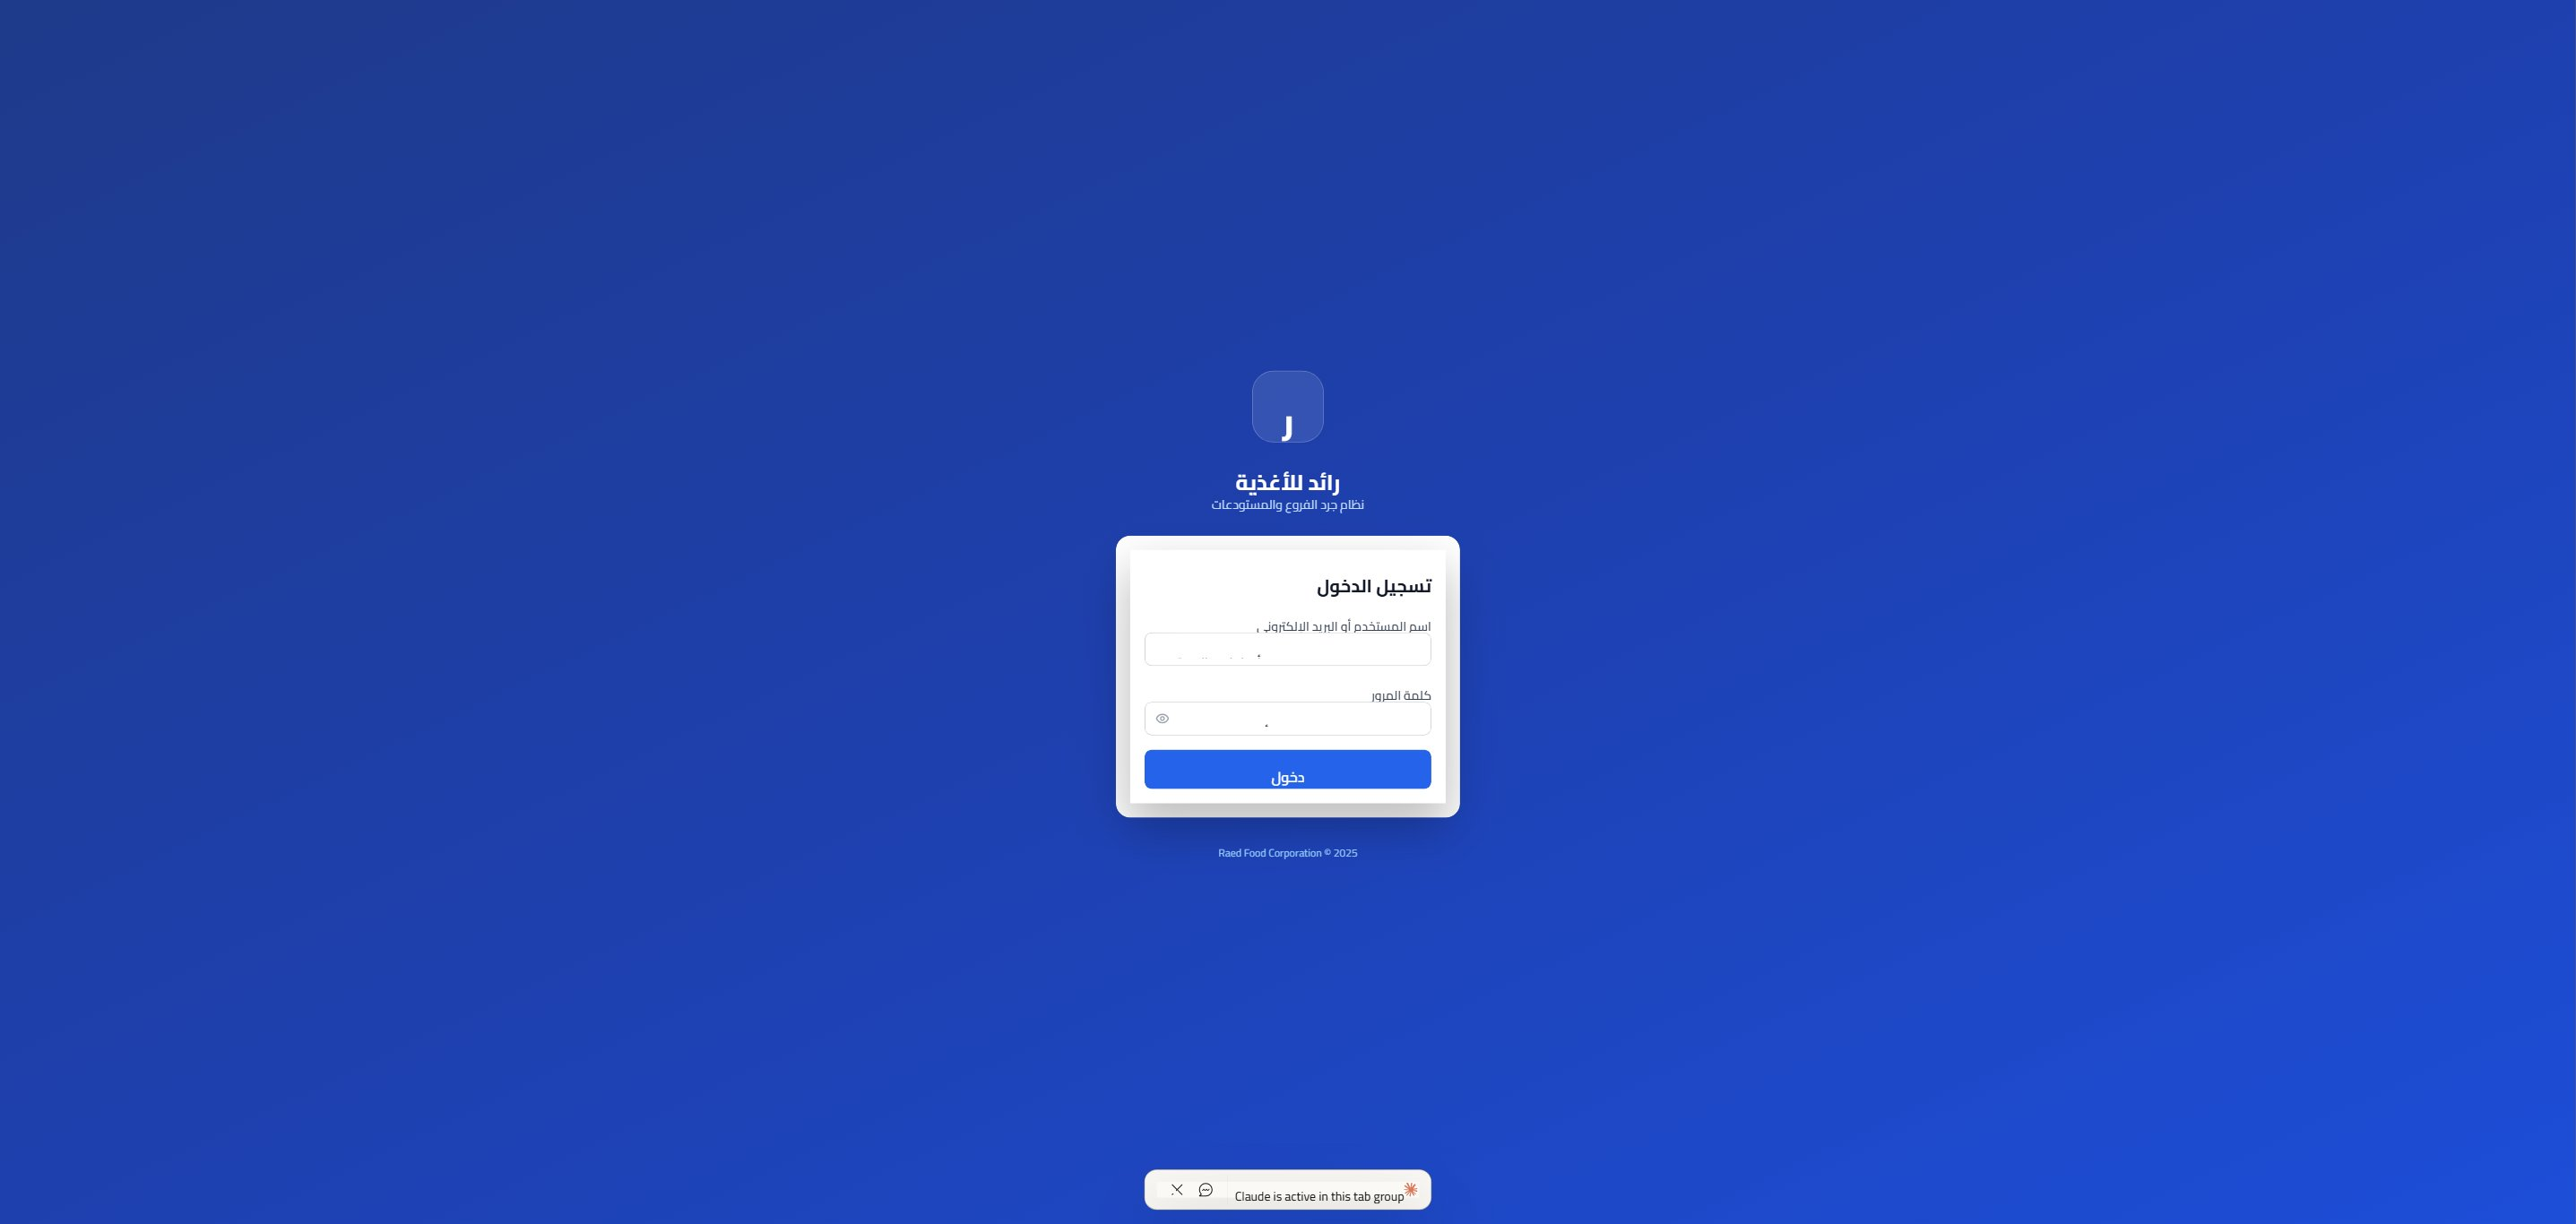 ر
رائد للأغذية
نظام جرد الفروع والمستودعات
تسجيل الدخول
اسم المستخدم أو البريد الإلكتروني
كلمة المرور
دخول
Raed Food Corporation © 2025
Claude is active in this tab group